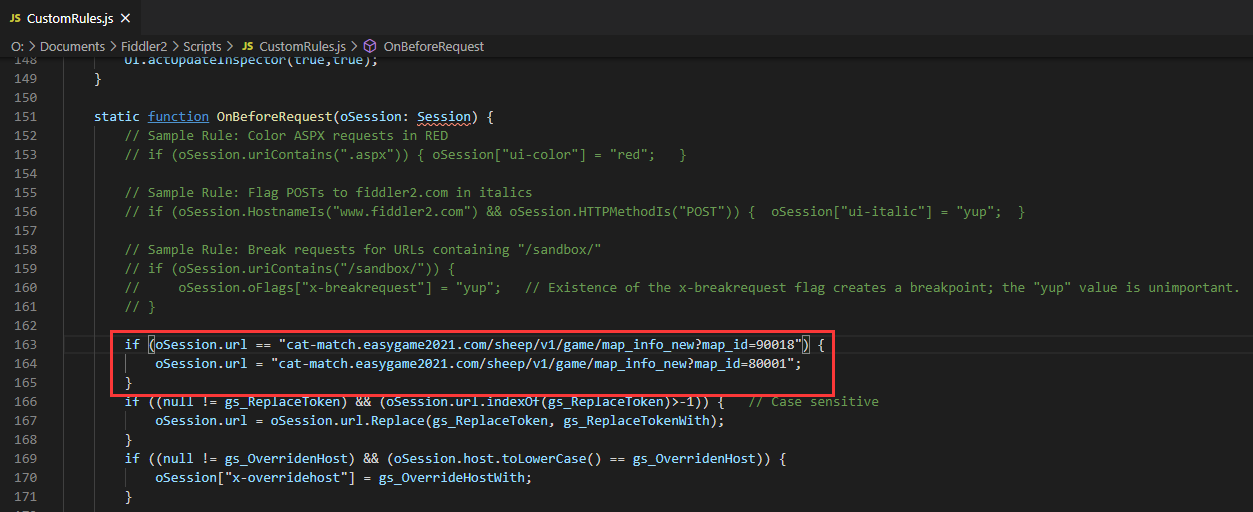 JS CustomRules.js ×
O: > Documents > Fiddler2 > Scripts > JS CustomRules.js > OnBeforeRequest
148 UI.actUpdateInspector(true,true);
149 }
150
151 static function OnBeforeRequest(oSession: Session) {
152 // Sample Rule: Color ASPX requests in RED
153 // if (oSession.uriContains(".aspx")) { oSession["ui-color"] = "red";   }
154
155 // Sample Rule: Flag POSTs to fiddler2.com in italics
156 // if (oSession.HostnameIs("www.fiddler2.com") && oSession.HTTPMethodIs("POST")) {  oSession["ui-italic"] = "yup";  }
157
158 // Sample Rule: Break requests for URLs containing "/sandbox/"
159 // if (oSession.uriContains("/sandbox/")) {
160 //     oSession.oFlags["x-breakrequest"] = "yup";   // Existence of the x-breakrequest flag creates a breakpoint; the "yup" value is unimportant.
161 // }
162
163 if (oSession.url == "cat-match.easygame2021.com/sheep/v1/game/map_info_new?map_id=90018") {
164 oSession.url = "cat-match.easygame2021.com/sheep/v1/game/map_info_new?map_id=80001";
165 }
166 if ((null != gs_ReplaceToken) && (oSession.url.indexOf(gs_ReplaceToken)>-1)) {   // Case sensitive
167 oSession.url = oSession.url.Replace(gs_ReplaceToken, gs_ReplaceTokenWith);
168 }
169 if ((null != gs_OverridenHost) && (oSession.host.toLowerCase() == gs_OverridenHost)) {
170 oSession["x-overridehost"] = gs_OverrideHostWith;
171 }